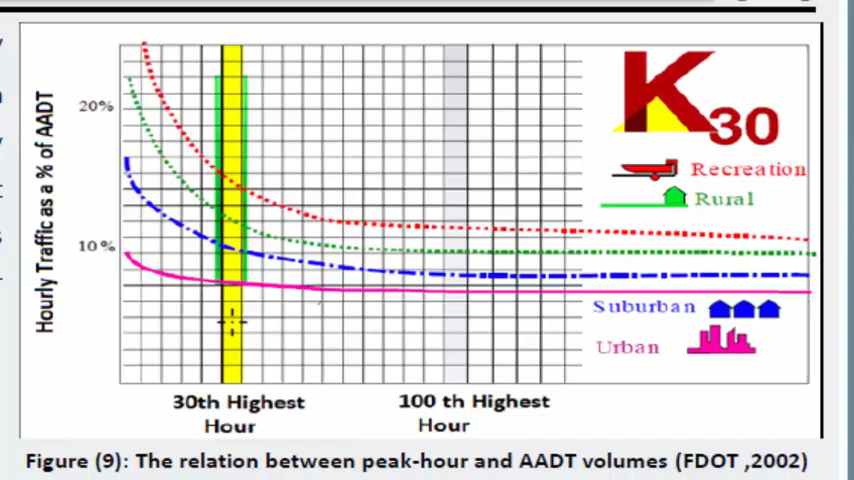 Hourly Traffic as a % of AADT
20%
10%
K30
Recreation
Rural
Suburban
Urban
30th Highest
Hour
100 th Highest
Hour
Figure (9): The relation between peak-hour and AADT volumes (FDOT ,2002)